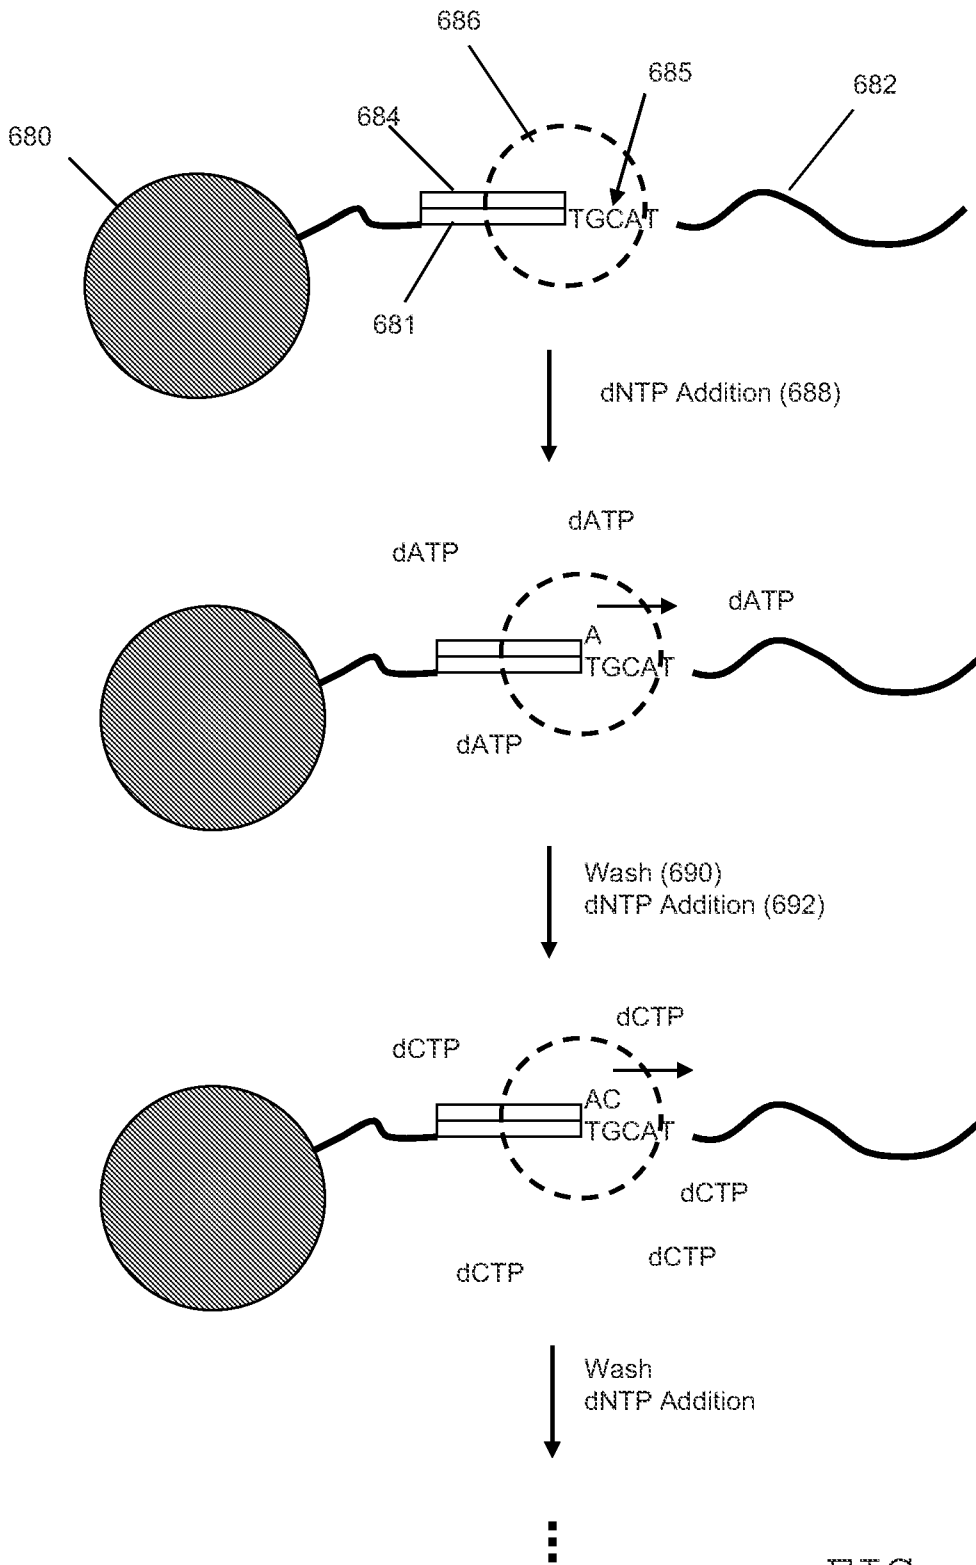 686
685
682
684
680
TGCAT
681
dNTP Addition (688)
dATP
dATP
dATP
A
TGCAT
dATP
Wash (690)
dNTP Addition (692)
dCTP
dCTP
AC
TGCAT
dCTP
dCTP
dCTP
Wash
dNTP Addition